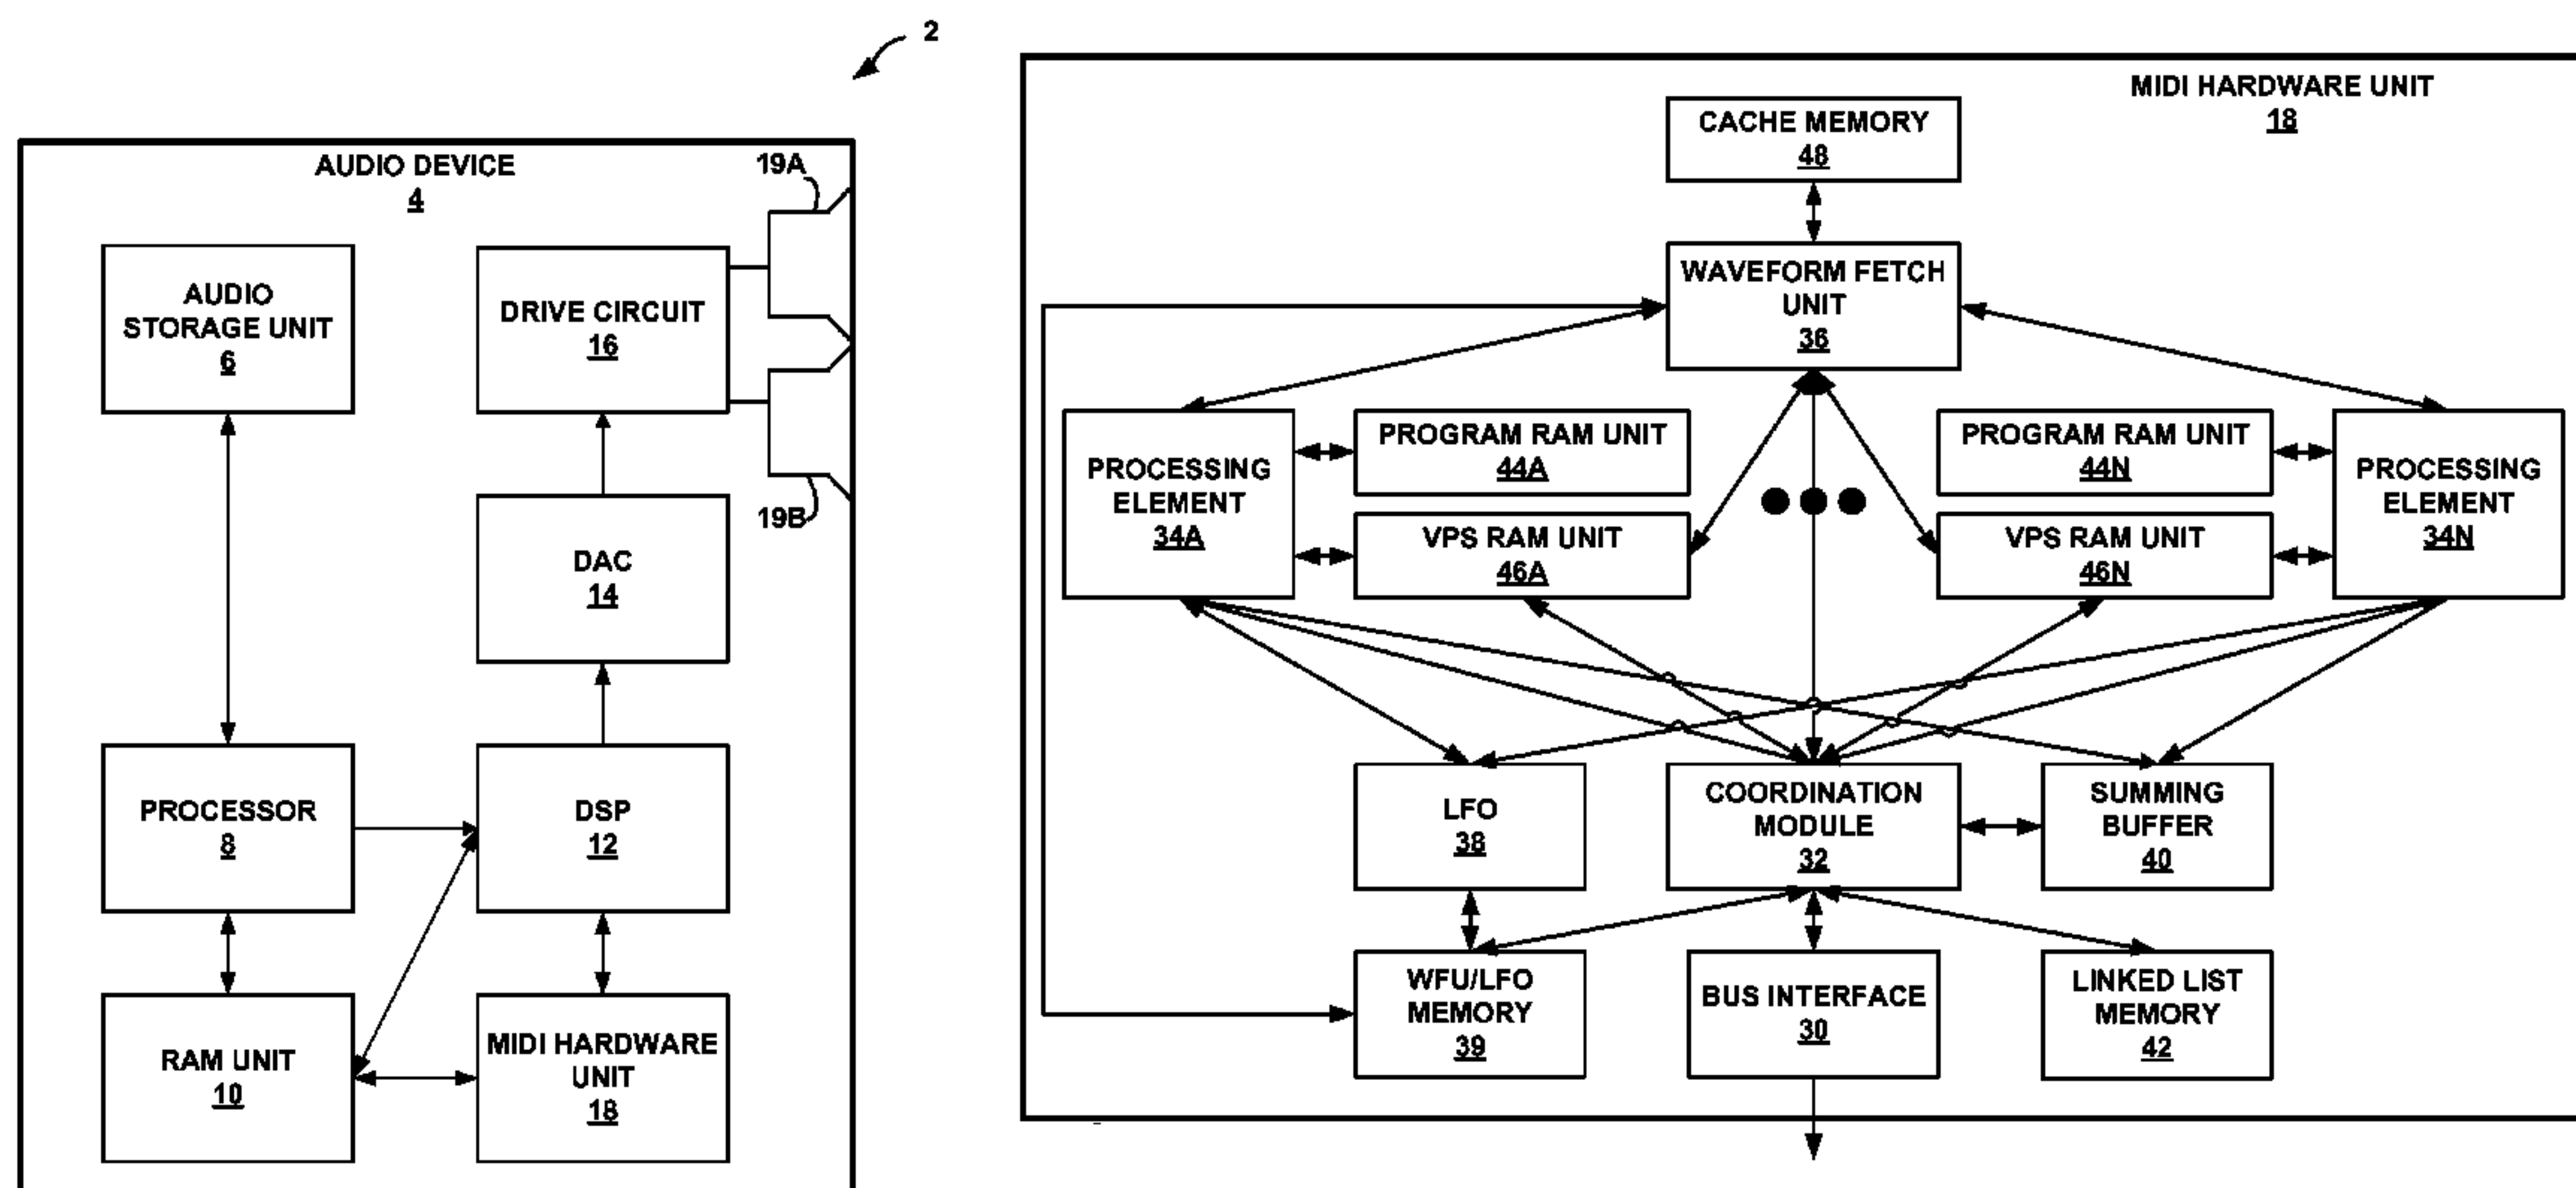 2
AUDIO DEVICE
4
19A
AUDIO
STORAGE UNIT
6
DRIVE CIRCUIT
16
19B
DAC
14
PROCESSOR
8
DSP
12
RAM UNIT
10
MIDI HARDWARE
UNIT
18
MIDI HARDWARE UNIT
18
CACHE MEMORY
48
WAVEFORM FETCH
UNIT
36
PROCESSING
ELEMENT
34A
PROGRAM RAM UNIT
44A
VPS RAM UNIT
46A
PROGRAM RAM UNIT
44N
VPS RAM UNIT
46N
PROCESSING
ELEMENT
34N
LFO
38
COORDINATION
MODULE
32
SUMMING
BUFFER
40
WFU/LFO
MEMORY
39
BUS INTERFACE
30
LINKED LIST
MEMORY
42